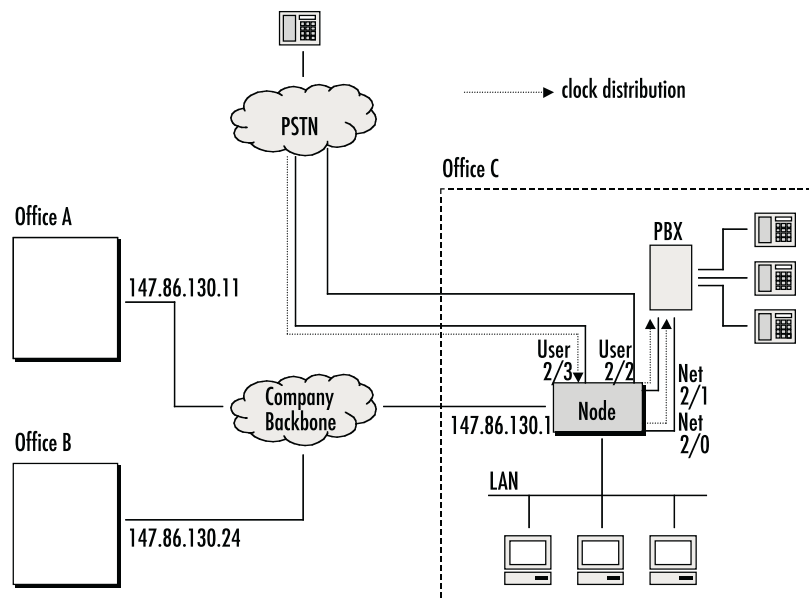 PSTN
clock distribution
Office C
Office A
PBX
147.86.130.11
User
2/3
User
2/2
Net
2/1
Company
Backbone
Node
147.86.130.1
Net
2/0
Office B
LAN
147.86.130.24